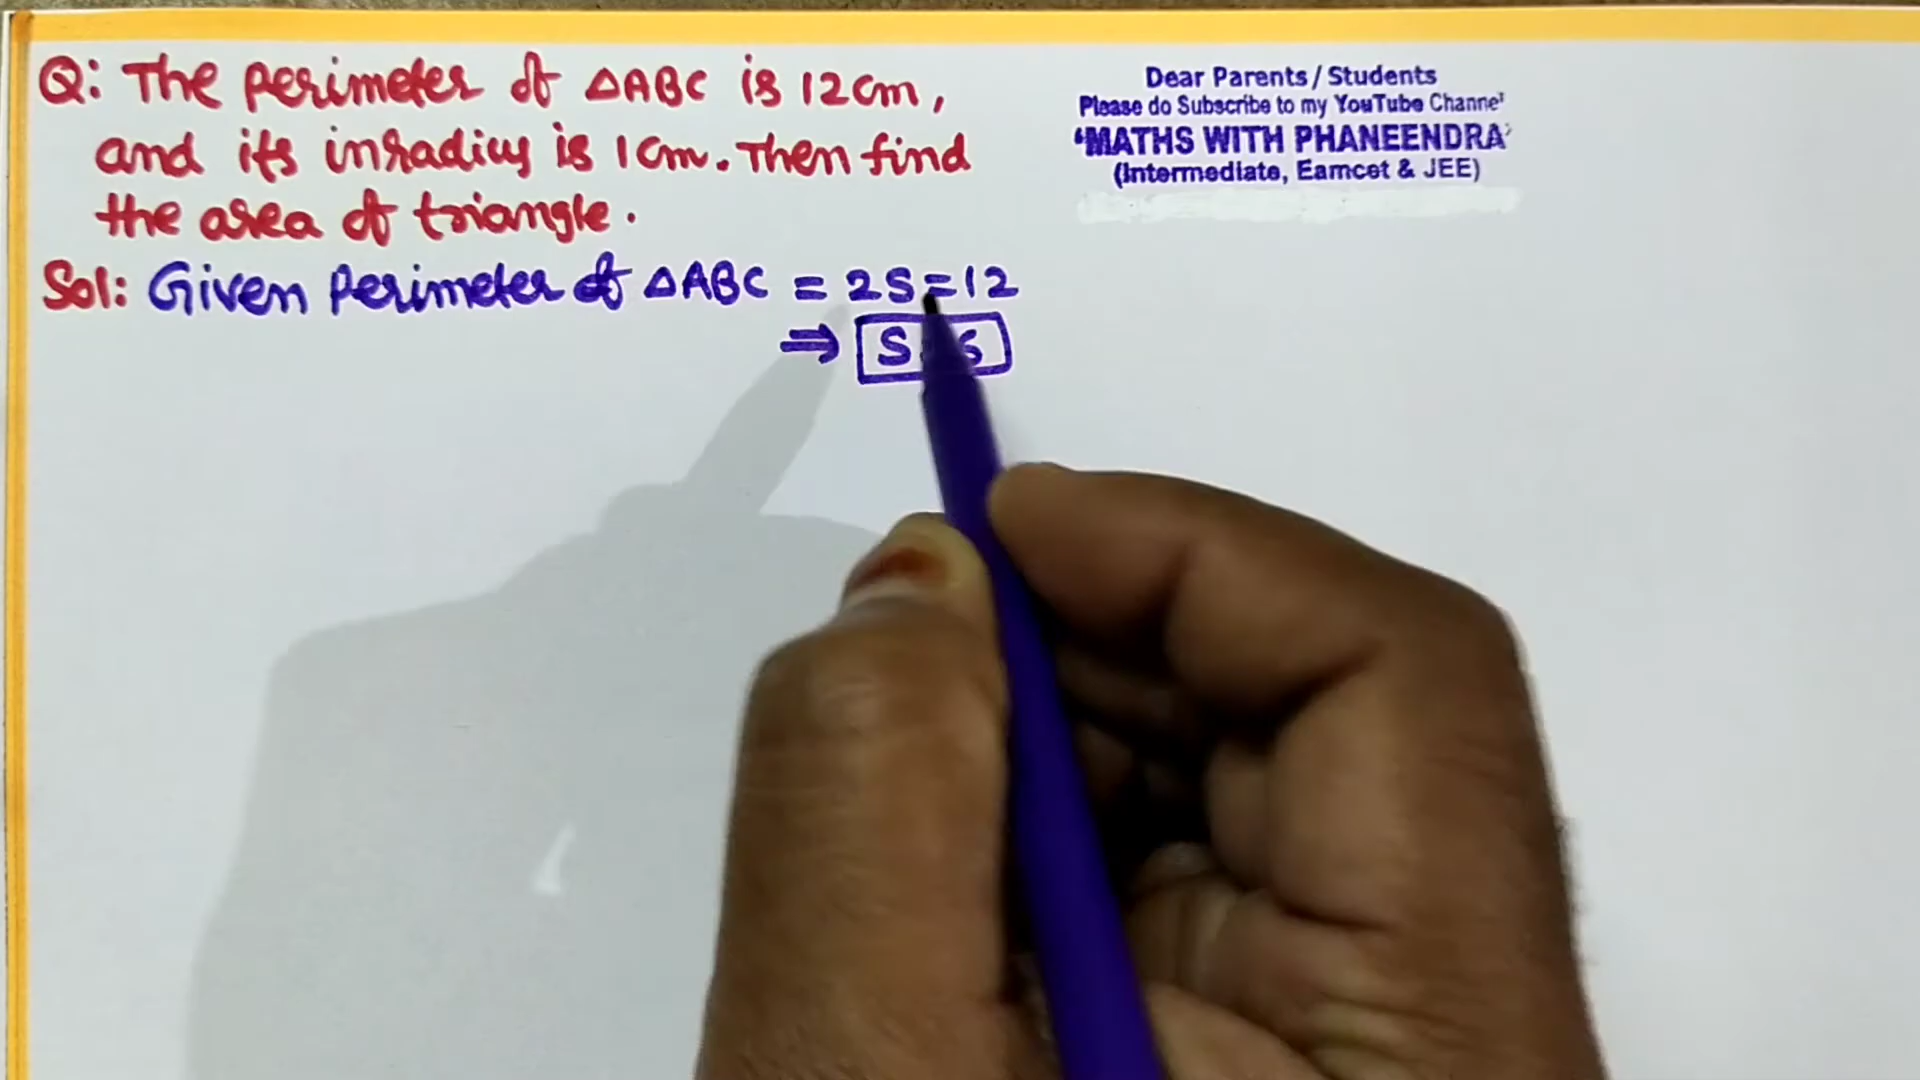 Q: The perimeter of ΔABC is 12cm,
and its inradius is 1cm. Then find
the area of triangle.
Sol: Given perimeter of ΔABC = 2S=12
⇒ S=6
Dear Parents / Students
Please do Subscribe to my YouTube Channel
'MATHS WITH PHANEENDRA'
(Intermediate, Eamcet & JEE)